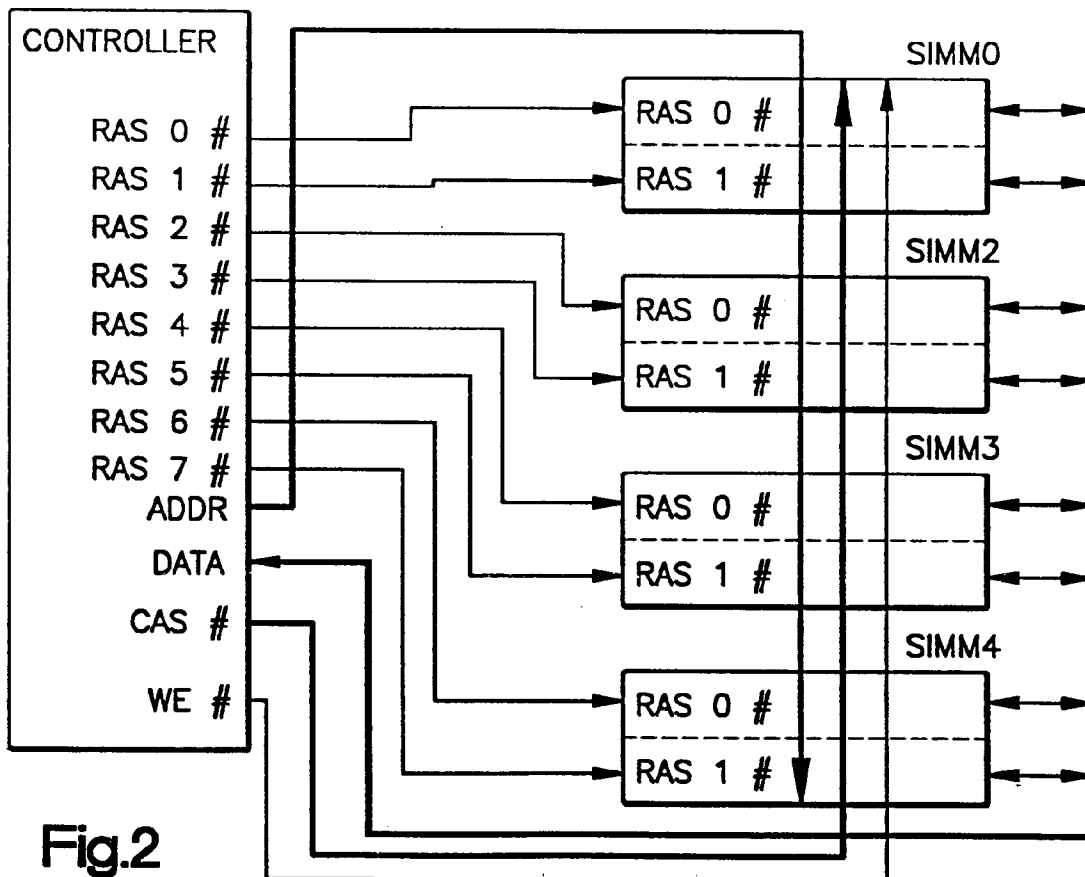 CONTROLLER
RAS 0 #
RAS 1 #
RAS 2 #
RAS 3 #
RAS 4 #
RAS 5 #
RAS 6 #
RAS 7 #
ADDR
DATA
CAS #
WE #
SIMM0
RAS 0 #
RAS 1 #
SIMM2
RAS 0 #
RAS 1 #
SIMM3
RAS 0 #
RAS 1 #
SIMM4
RAS 0 #
RAS 1 #
Fig.2